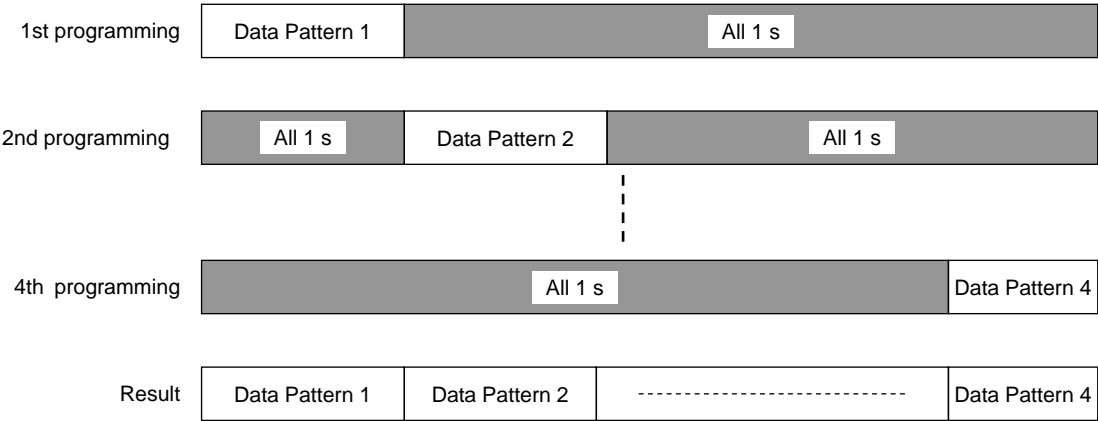 1st programming Data Pattern 1 All 1 s
2nd programming All 1 s Data Pattern 2 All 1 s
4th programming All 1 s Data Pattern 4
Result Data Pattern 1 Data Pattern 2 Data Pattern 4